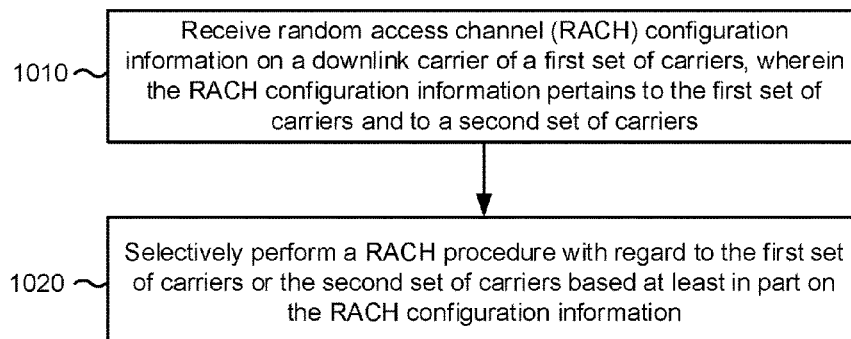 Receive random access channel (RACH) configuration
information on a downlink carrier of a first set of carriers, wherein
1010
the RACH configuration information pertains to the first set of
carriers and to a second set of carriers
Selectively perform a RACH procedure with regard to the first set
1020
of carriers or the second set of carriers based at least in part on
the RACH configuration information